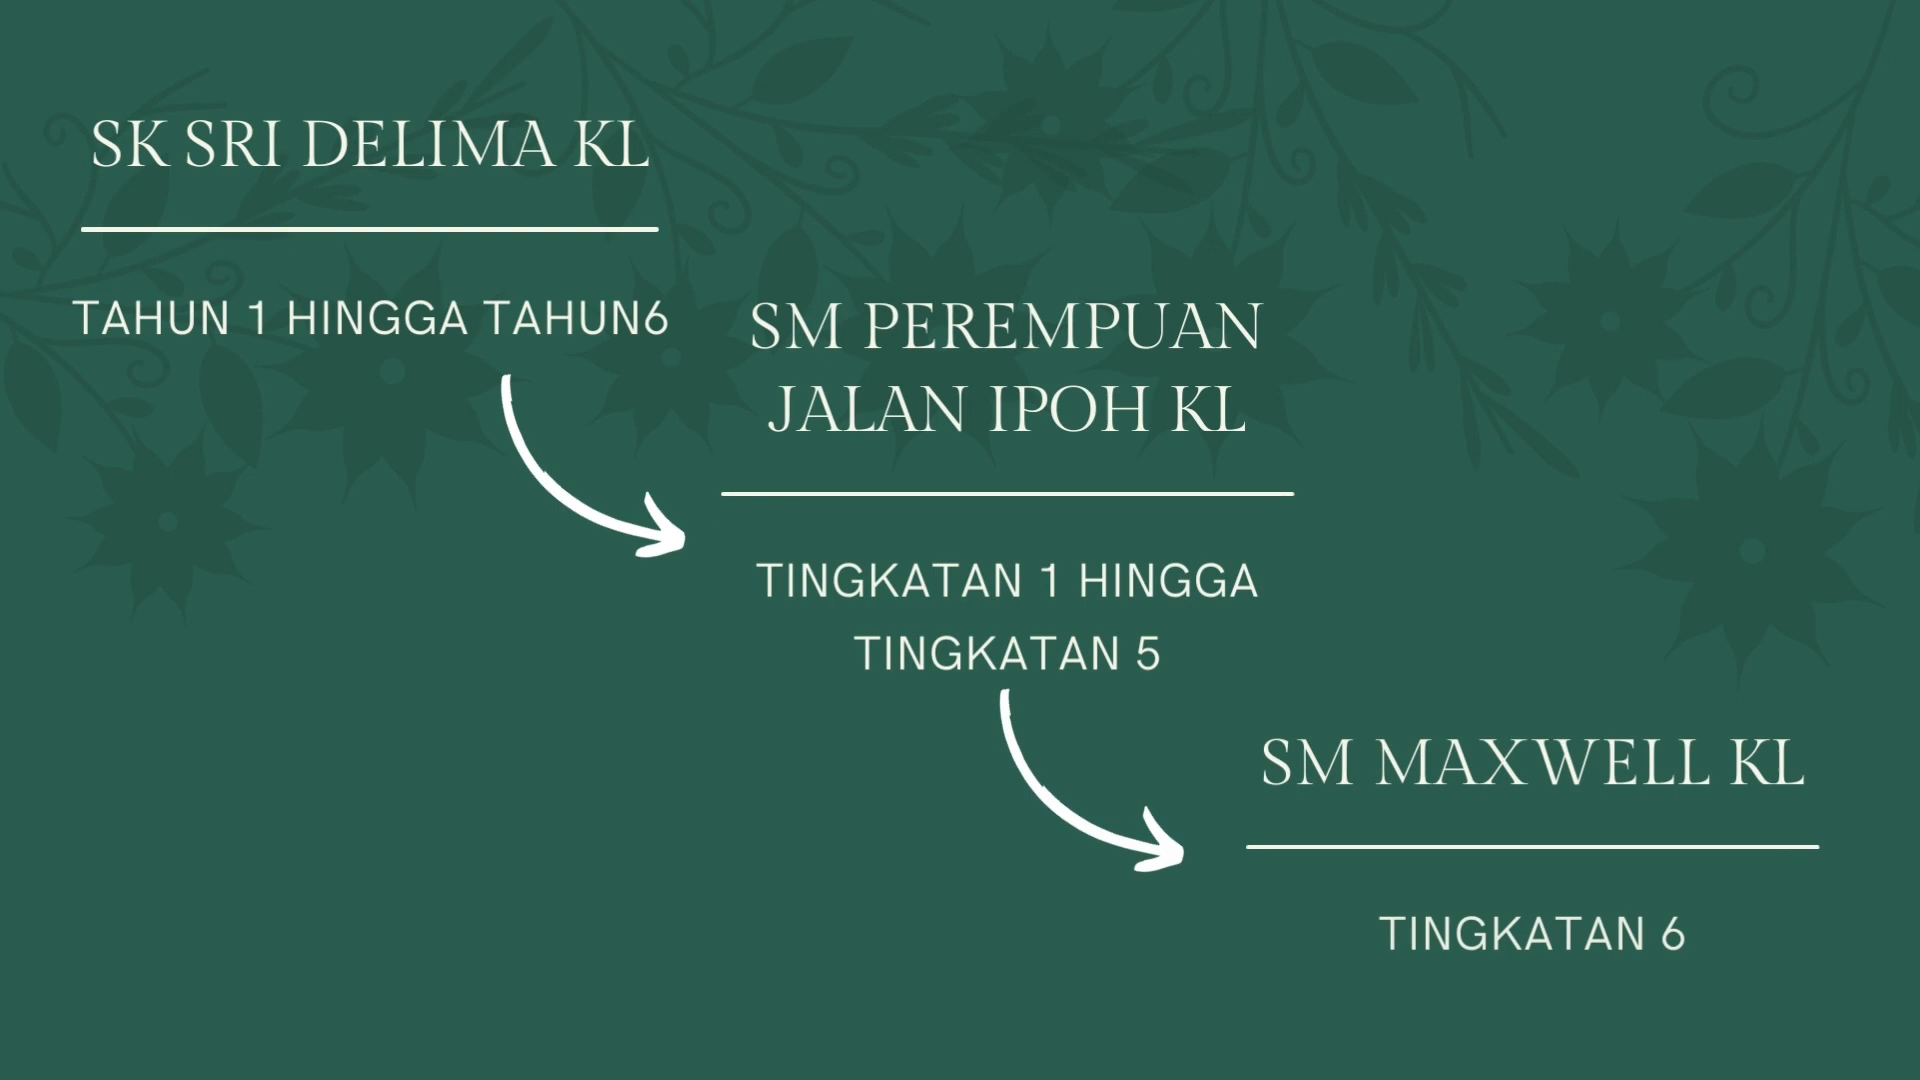 SK SRI DELIMA KL
TAHUN 1 HINGGA TAHUN6
SM PEREMPUAN
JALAN IPOH KL
TINGKATAN 1 HINGGA
TINGKATAN 5
SM MAXWELL KL
TINGKATAN 6